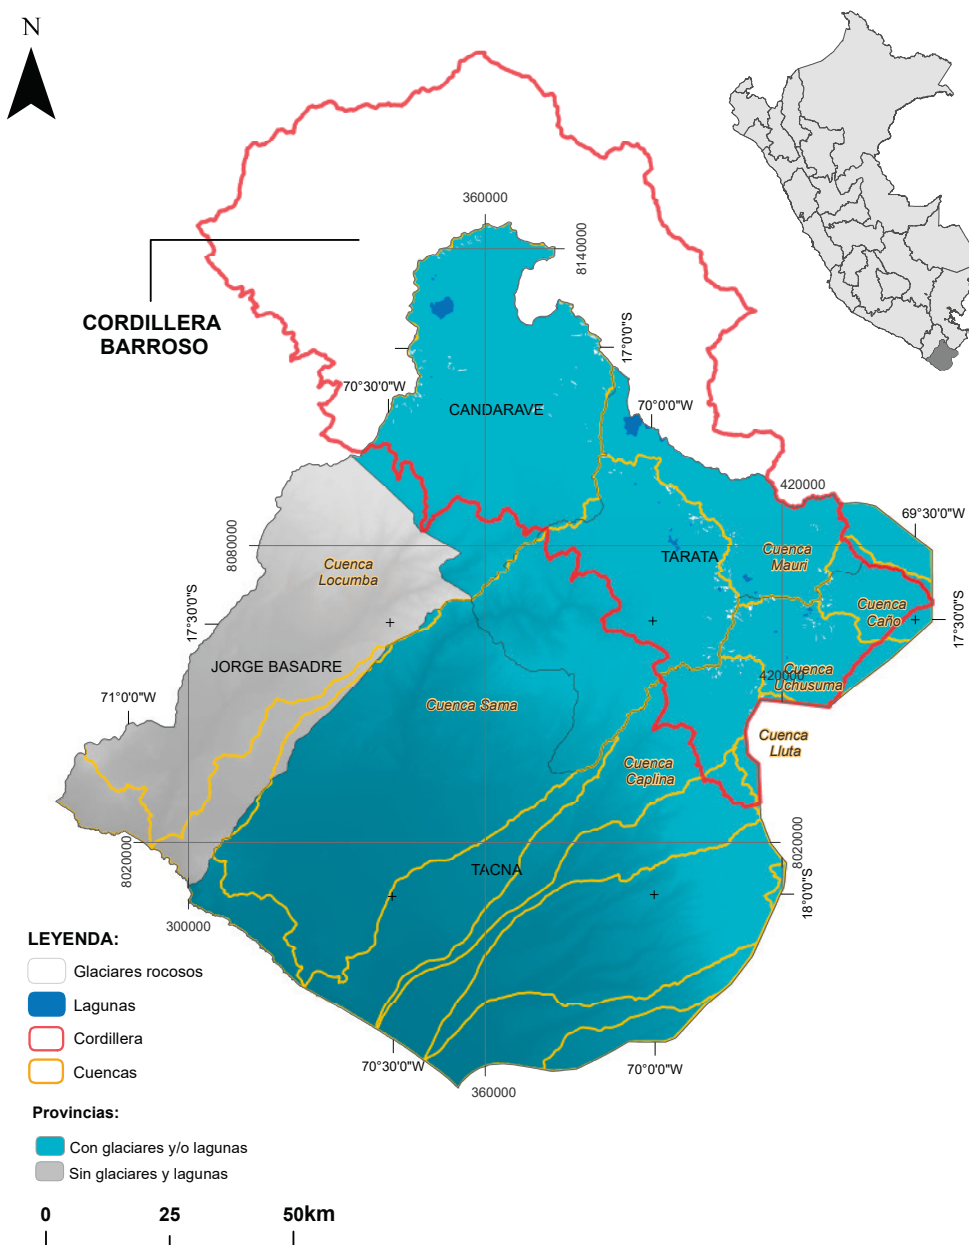 N
360000
8140000
CORDILLERA
BARROSO
17°0'0"S
70°30'0"W
70°0'0"W
CANDARAVE
420000
69°30'0"W
8080000
Cuenca
Locumba
TARATA
Cuenca
Mauri
Cuenca
Caño
17°30'0"S
17°30'0"S
JORGE BASADRE
71°0'0"W
Cuenca Sama
420000
Cuenca
Uchusuma
Cuenca
Lluta
Cuenca
Caplina
8020000
8020000
TACNA
18°0'0"S
300000
70°30'0"W
70°0'0"W
360000
LEYENDA:
Glaciares rocosos
Lagunas
Cordillera
Cuencas
Provincias:
Con glaciares y/o lagunas
Sin glaciares y lagunas
0 25 50km